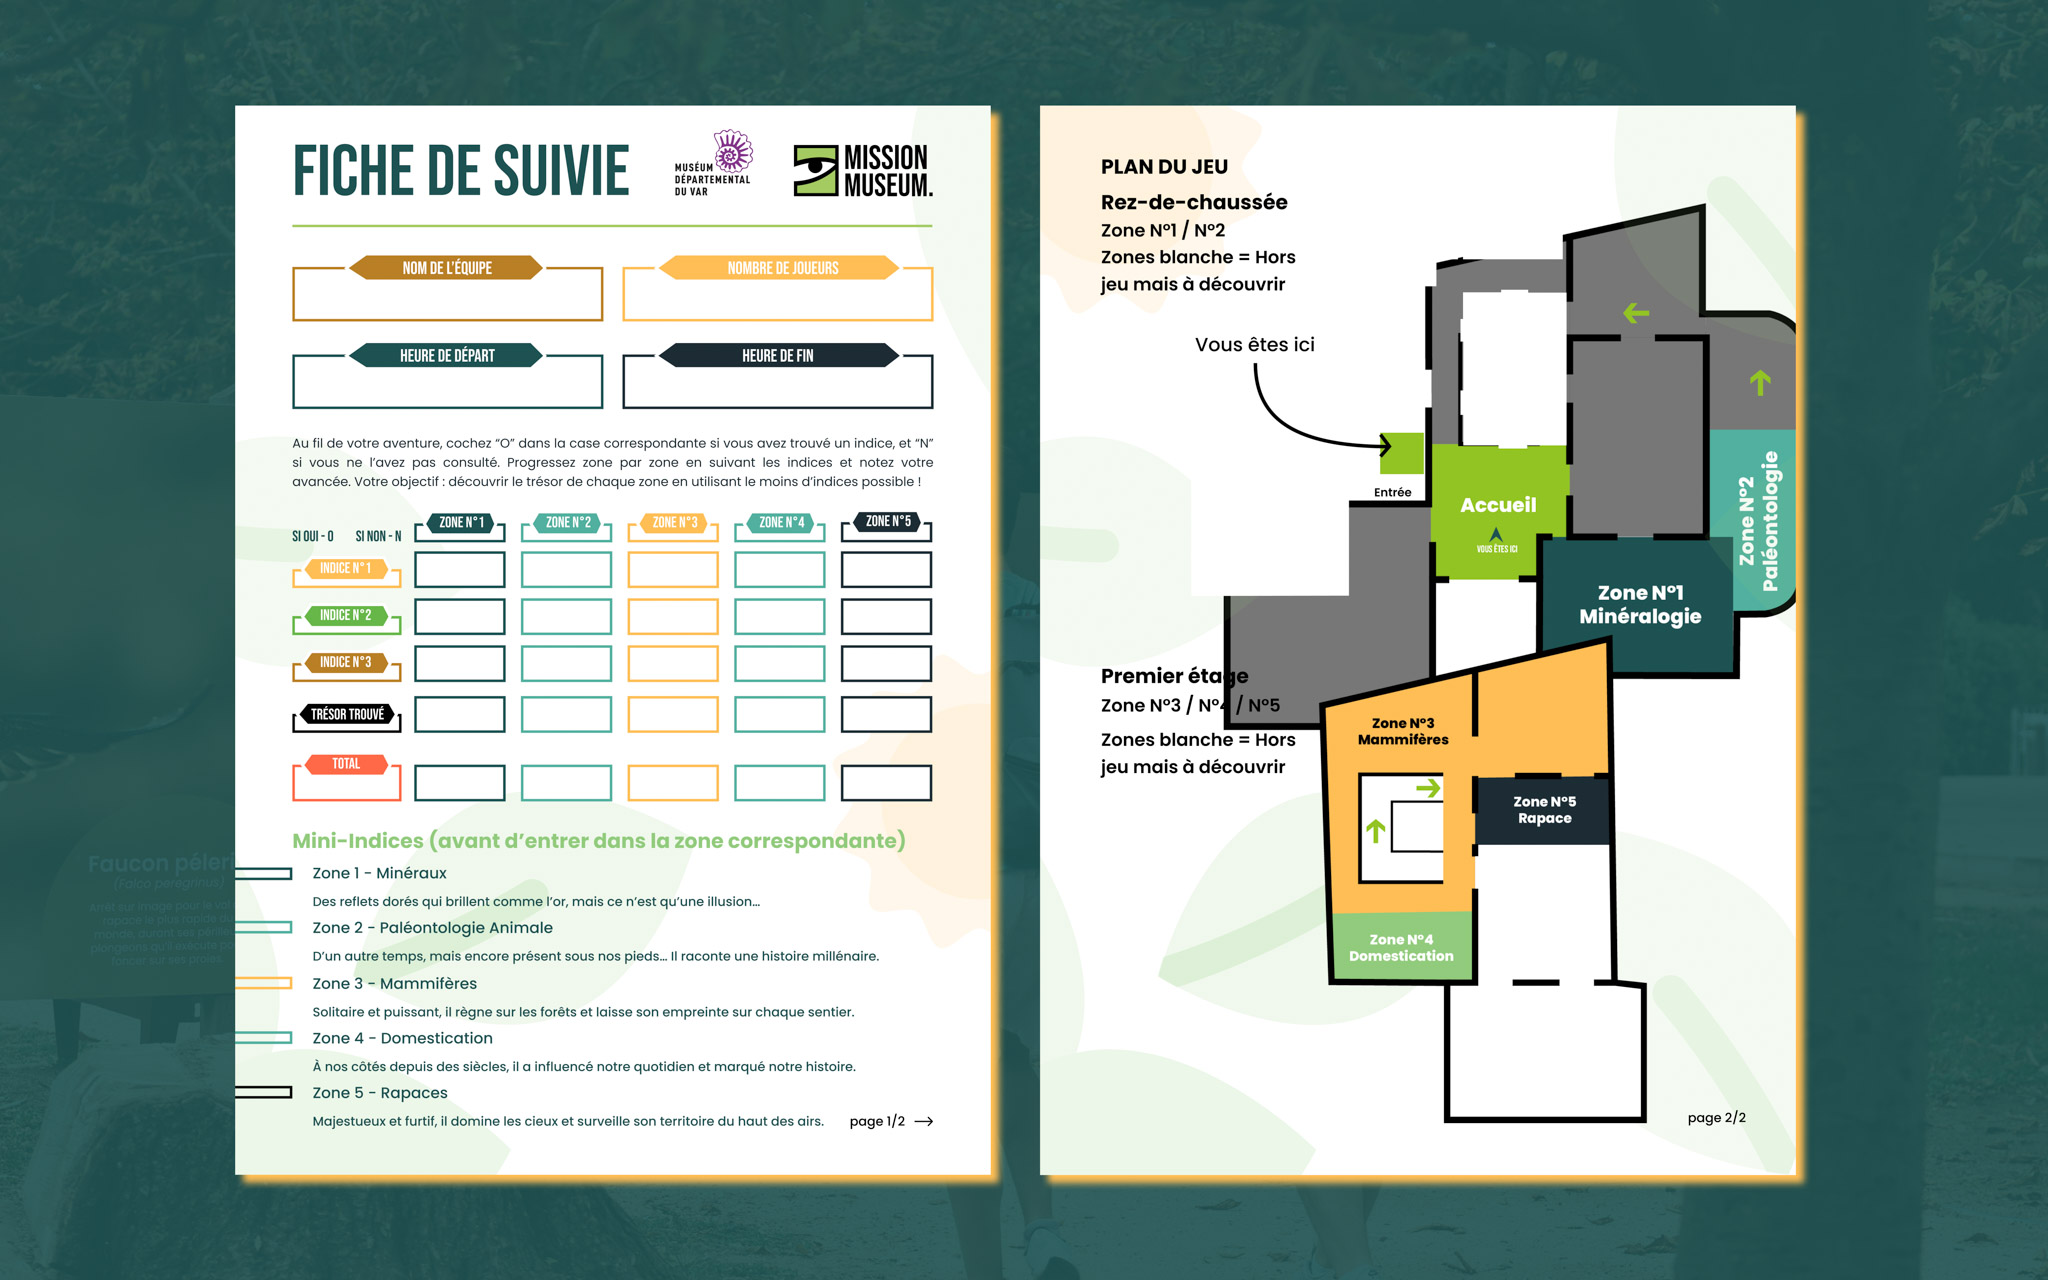 FICHE DE SUIVIE
MUSÉUM
DÉPARTEMENTAL
DU VAR
MISSION
MUSEUM.
NOM DE L'ÉQUIPE
NOMBRE DE JOUEURS
HEURE DE DÉPART
HEURE DE FIN
Au fil de votre aventure, cochez “O” dans la case correspondante si vous avez trouvé un indice, et “N”
si vous ne l’avez pas consulté. Progressez zone par zone en suivant les indices et notez votre
avancée. Votre objectif : découvrir le trésor de chaque zone en utilisant le moins d’indices possible !
SI OUI - O SI NON - N
ZONE N°1 ZONE N°2 ZONE N°3 ZONE N°4 ZONE N°5
INDICE N°1
INDICE N°2
INDICE N°3
TRÉSOR TROUVÉ
TOTAL
Mini-Indices (avant d’entrer dans la zone correspondante)
Zone 1 - Minéraux
Des reflets dorés qui brillent comme l’or, mais ce n’est qu’une illusion...
Zone 2 - Paléontologie Animale
D’un autre temps, mais encore présent sous nos pieds... Il raconte une histoire millénaire.
Zone 3 - Mammifères
Solitaire et puissant, il règne sur les forêts et laisse son empreinte sur chaque sentier.
Zone 4 - Domestication
À nos côtés depuis des siècles, il a influencé notre quotidien et marqué notre histoire.
Zone 5 - Rapaces
Majestueux et furtif, il domine les cieux et surveille son territoire du haut des airs.
page 1/2 →
Faucon péleri
(Falco peregrinus)
PLAN DU JEU
Rez-de-chaussée
Zone N°1 / N°2
Zones blanche = Hors
jeu mais à découvrir
Vous êtes ici
Entrée
Accueil
VOUS ÊTES ICI
Zone N°2
Paléontologie
Zone N°1
Minéralogie
Premier étage
Zone N°3 / N°4 / N°5
Zones blanche = Hors
jeu mais à découvrir
Zone N°3
Mammifères
Zone N°5
Rapace
Zone N°4
Domestication
page 2/2